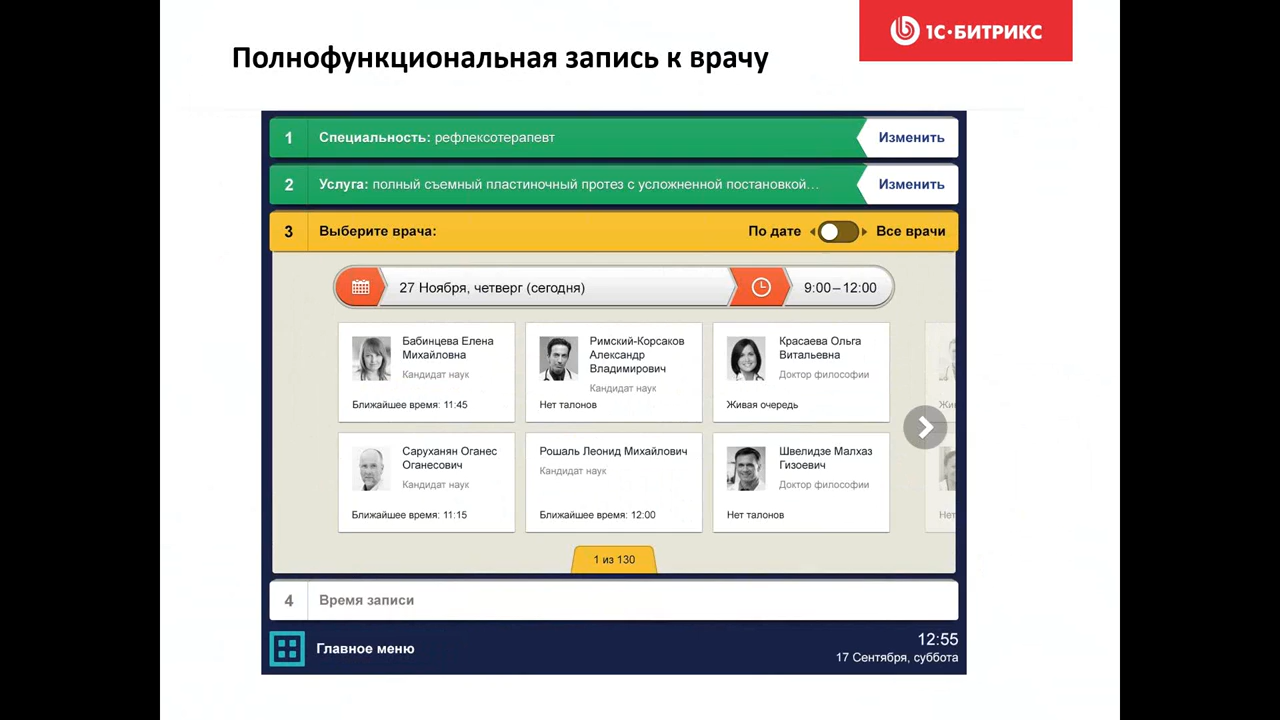 Полнофункциональная запись к врачу
1С·БИТРИКС
1 Специальность: рефлексотерапевт Изменить
2 Услуга: полный съемный пластиночный протез с усложненной постановкой... Изменить
3 Выберите врача: По дате Все врачи
27 Ноября, четверг (сегодня) 9:00–12:00
Бабинцева Елена
Михайловна
Кандидат наук
Ближайшее время: 11:45
Римский-Корсаков
Александр
Владимирович
Кандидат наук
Нет талонов
Красаева Ольга
Витальевна
Доктор философии
Живая очередь
Саруханян Оганес
Оганесович
Кандидат наук
Ближайшее время: 11:15
Рошаль Леонид Михайлович
Кандидат наук
Ближайшее время: 12:00
Швелидзе Малхаз
Гизоевич
Доктор философии
Нет талонов
Нет
1 из 130
4 Время записи
Главное меню
12:55
17 Сентября, суббота